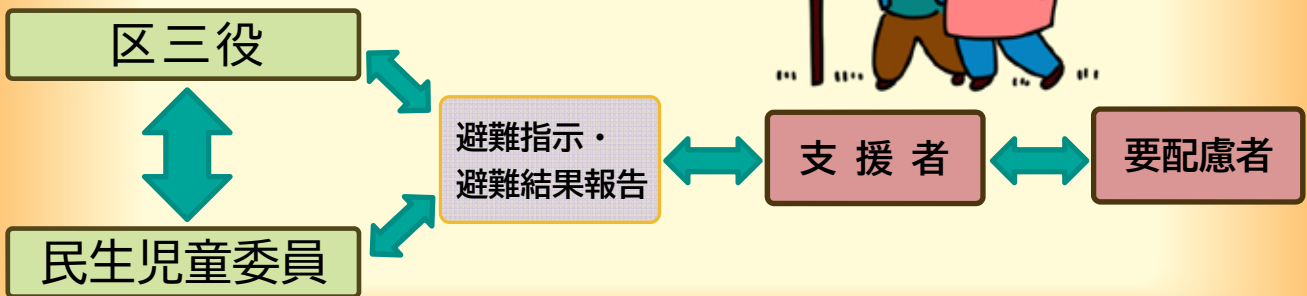 区三役
避難指示・
避難結果報告
支援者
要配慮者
民生児童委員